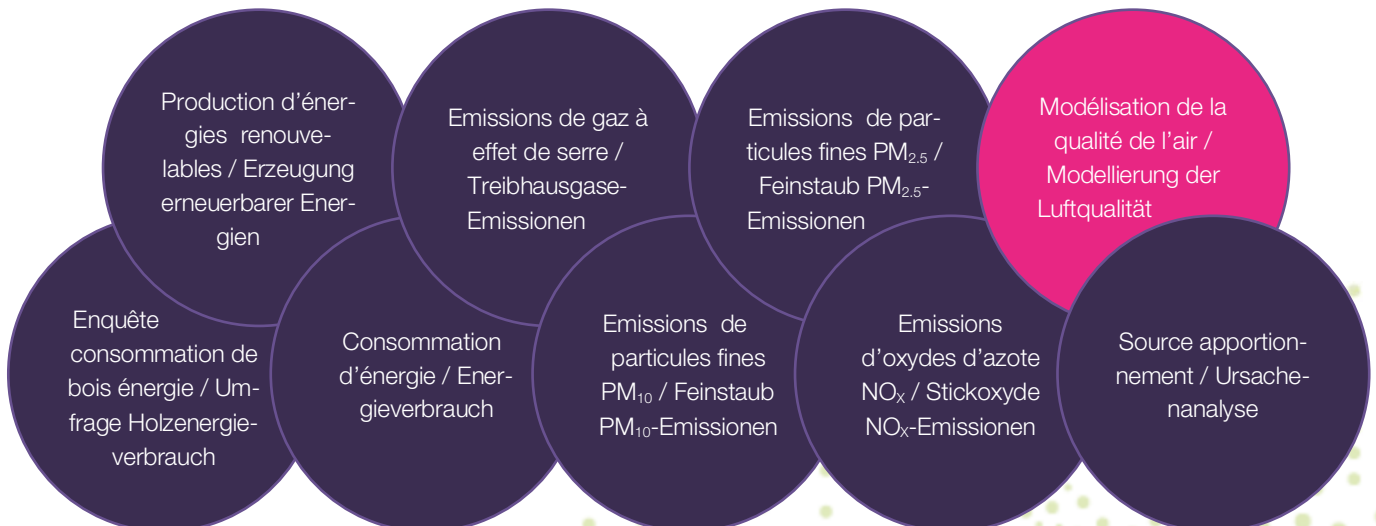 Production d'éner-
gies renouve-
lables / Erzeugung
erneuerbarer Ener-
gien
Emissions de gaz à
effet de serre /
Treibhausgase-
Emissionen
Emissions de par-
ticules fines PM₂.₅ /
Feinstaub PM₂.₅-
Emissionen
Modélisation de la
qualité de l'air /
Modellierung der
Luftqualität
Enquête
consommation de
bois énergie / Um-
frage Holzenergie-
verbrauch
Consommation
d'énergie / Ener-
gieverbrauch
Emissions de
particules fines
PM₁₀ / Feinstaub
PM₁₀-Emissionen
Emissions
d'oxydes d'azote
NOₓ / Stickoxyde
NOₓ-Emissionen
Source apportion-
nement / Ursache-
nanalyse